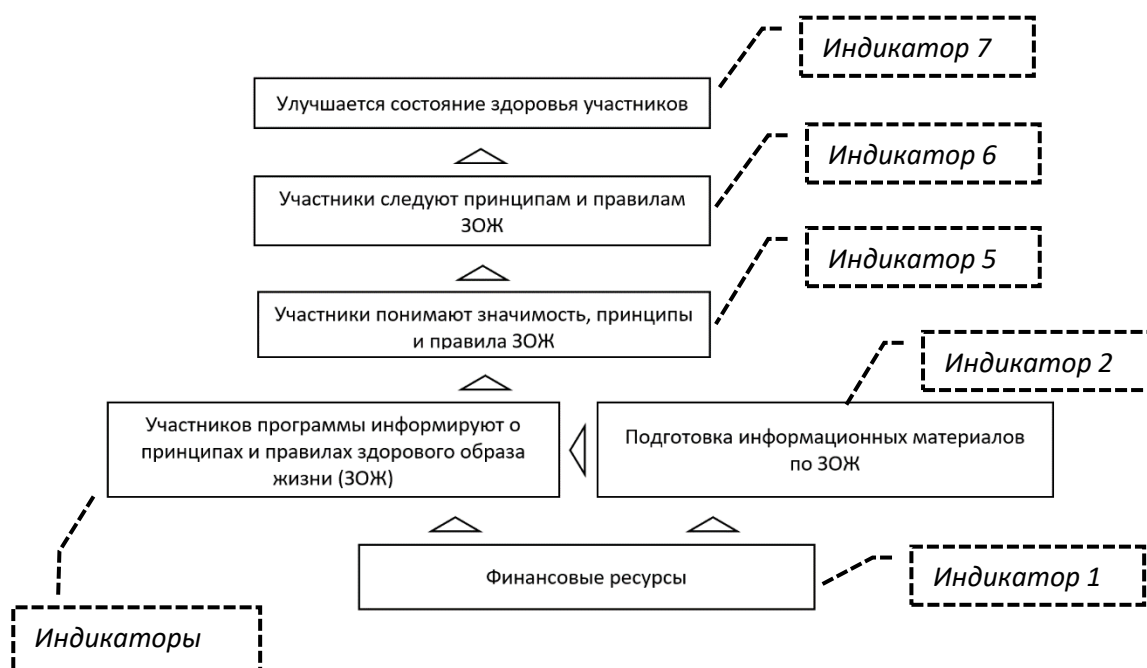 Индикатор 7
Улучшается состояние здоровья участников
Индикатор 6
Участники следуют принципам и правилам
ЗОЖ
Индикатор 5
Участники понимают значимость, принципы
и правила ЗОЖ
Индикатор 2
Участников программы информируют о
принципах и правилах здорового образа
жизни (ЗОЖ)
Подготовка информационных материалов
по ЗОЖ
Финансовые ресурсы
Индикатор 1
Индикаторы